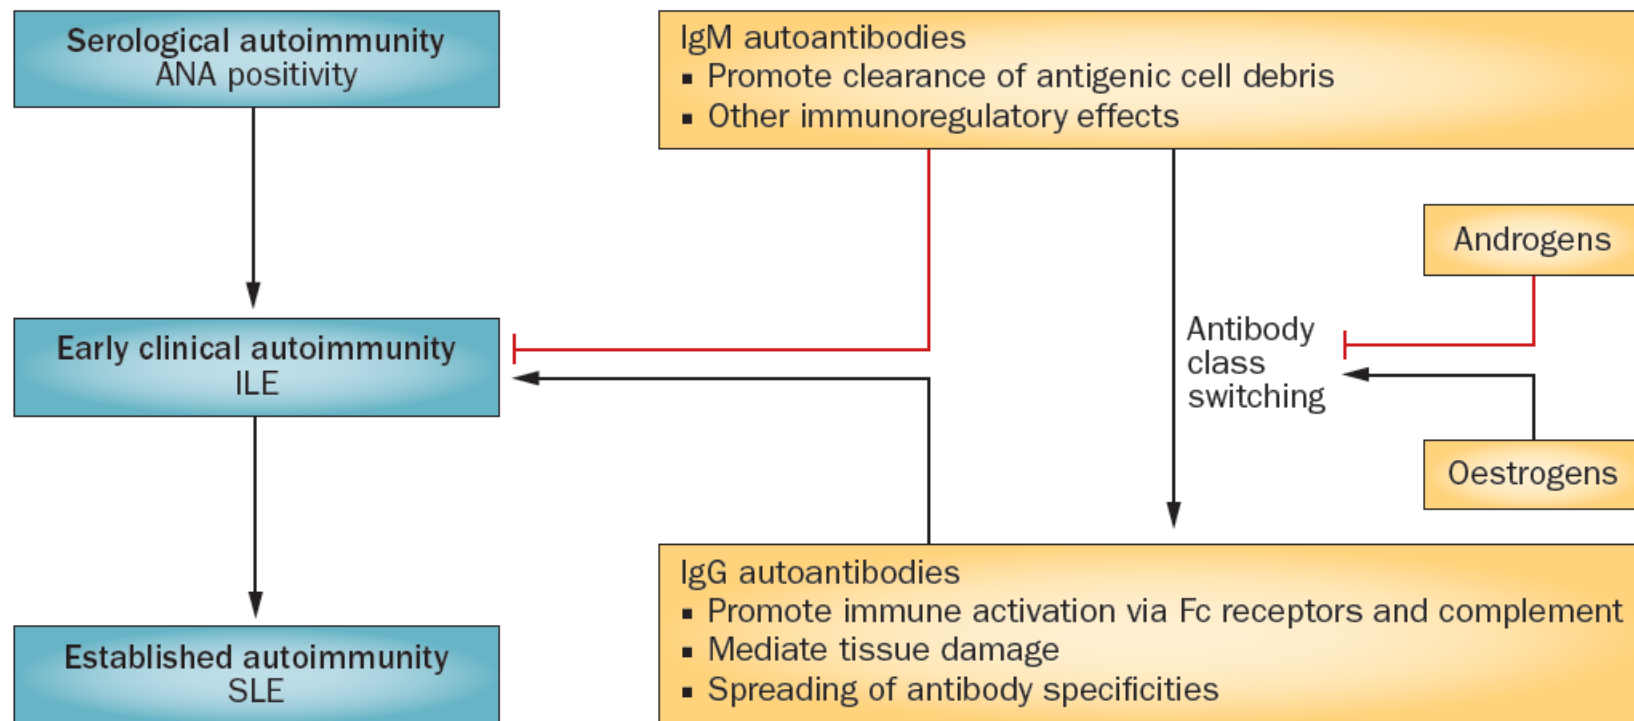 Serological autoimmunity
ANA positivity
Early clinical autoimmunity
ILE
Established autoimmunity
SLE
IgM autoantibodies
▪ Promote clearance of antigenic cell debris
▪ Other immunoregulatory effects
Androgens
Antibody
class
switching
Oestrogens
IgG autoantibodies
▪ Promote immune activation via Fc receptors and complement
▪ Mediate tissue damage
▪ Spreading of antibody specificities